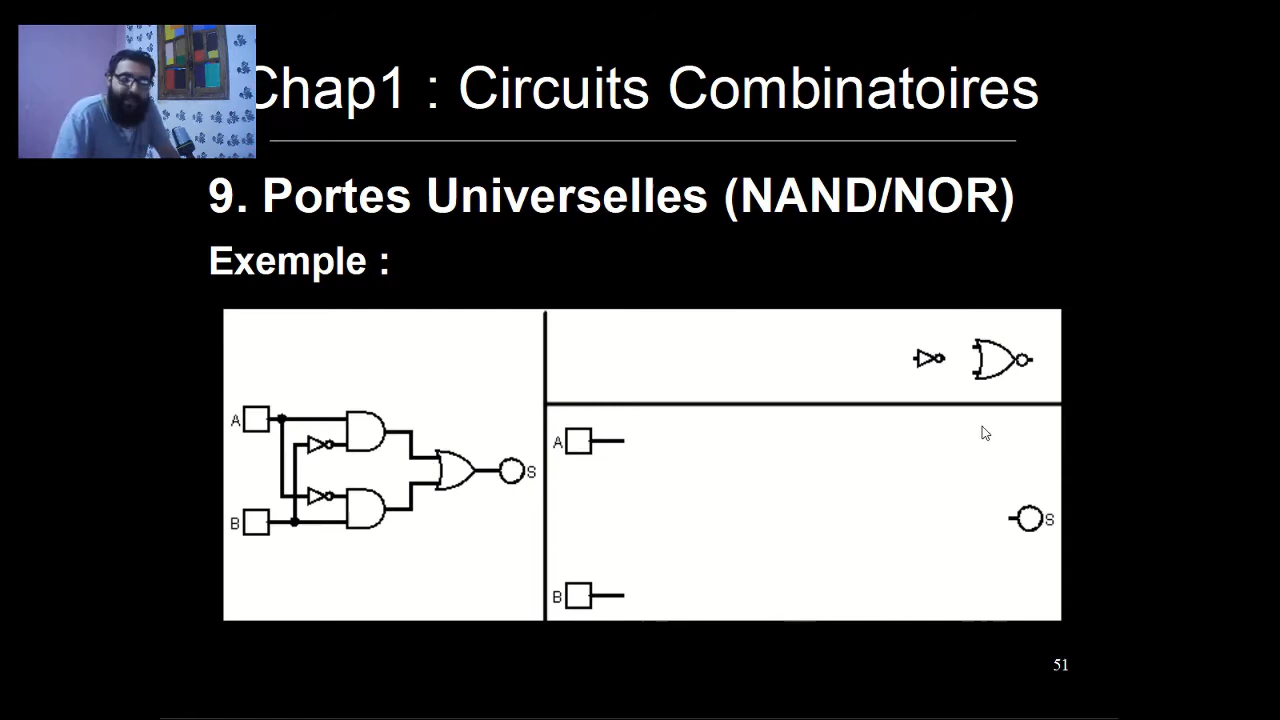 Chap1 : Circuits Combinatoires
9. Portes Universelles (NAND/NOR)
Exemple :
A
B
S
A
B
S
51